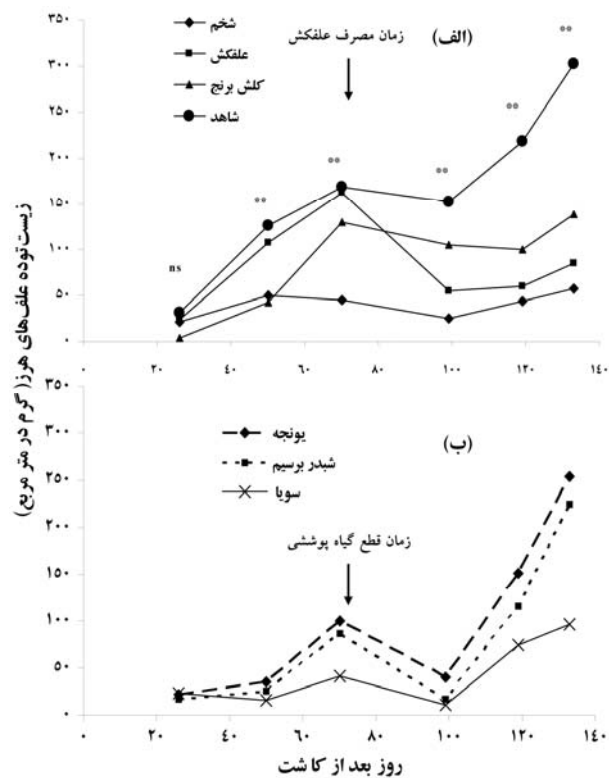 زیست‌توده علف‌های هرز(گرم در متر مربع)
(الف)
زمان مصرف علفکش
شخم
علفکش
کلش برنج
شاهد
۳۵۰
۳۰۰
۲۵۰
۲۰۰
۱۵۰
۱۰۰
۵۰
۰
ns
**
**
**
**
**
۰ ۲۰ ۴۰ ۶۰ ۸۰ ۱۰۰ ۱۲۰ ۱۴۰
(ب)
یونجه
شبدر برسیم
سویا
زمان قطع گیاه پوششی
۳۵۰
۳۰۰
۲۵۰
۲۰۰
۱۵۰
۱۰۰
۵۰
۰
۰ ۲۰ ۴۰ ۶۰ ۸۰ ۱۰۰ ۱۲۰ ۱۴۰
روز بعد از کاشت